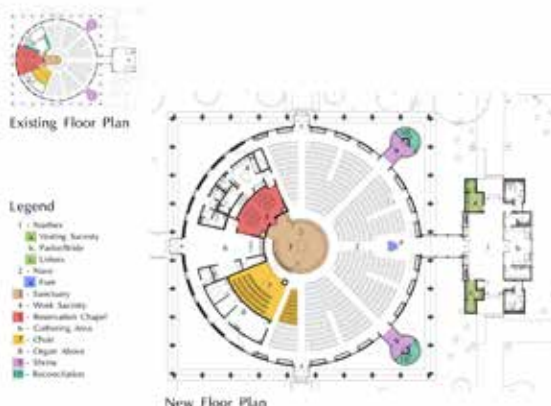 Existing Floor Plan
Legend
1 - Narthex
a Vesting Sacristy
b Parlor/Bride
c Ushers
2 - Nave
a Font
3 - Sanctuary
4 - Work Sacristy
5 - Reservation Chapel
6 - Gathering Area
7 - Choir
8 - Organ Above
9 - Shrine
10 - Reconciliation
New Floor Plan